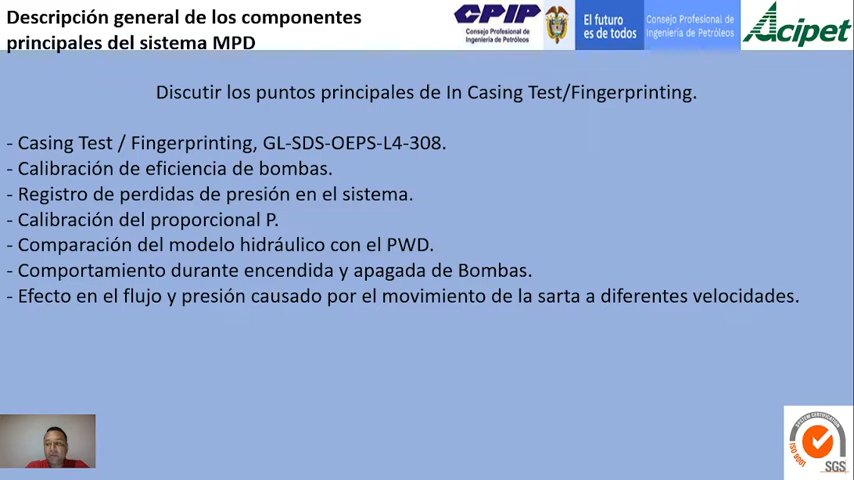 Descripción general de los componentes
principales del sistema MPD
CPIP
Consejo Profesional de
Ingeniería de Petróleos
El futuro
es de todos
Consejo Profesional de
Ingeniería de Petróleos
Acipet
Discutir los puntos principales de In Casing Test/Fingerprinting.
- Casing Test / Fingerprinting, GL-SDS-OEPS-L4-308.
- Calibración de eficiencia de bombas.
- Registro de perdidas de presión en el sistema.
- Calibración del proporcional P.
- Comparación del modelo hidráulico con el PWD.
- Comportamiento durante encendida y apagada de Bombas.
- Efecto en el flujo y presión causado por el movimiento de la sarta a diferentes velocidades.
SYSTEM CERTIFICATION
ISO 9001
SGS